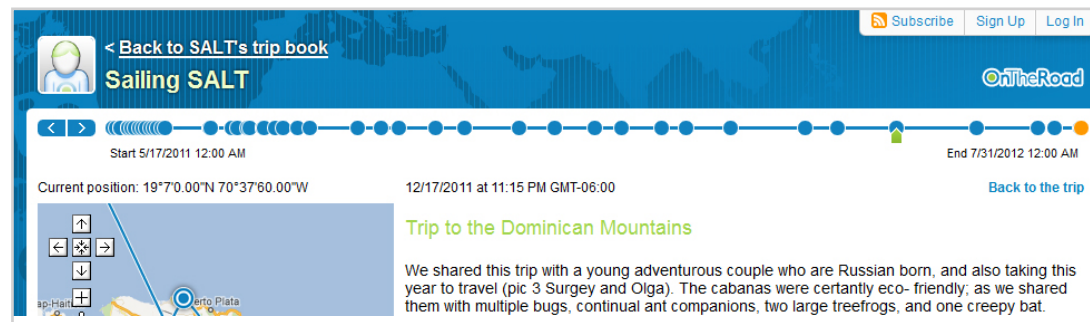 Subscribe Sign Up Log In
< Back to SALT's trip book
Sailing SALT
OnTheRoad
Start 5/17/2011 12:00 AM
End 7/31/2012 12:00 AM
Current position: 19°7'0.00"N 70°37'60.00"W
12/17/2011 at 11:15 PM GMT-06:00
Back to the trip
Trip to the Dominican Mountains
We shared this trip with a young adventurous couple who are Russian born, and also taking this
year to travel (pic 3 Surgey and Olga). The cabanas were certantly eco- friendly; as we shared
them with multiple bugs, continual ant companions, two large treefrogs, and one creepy bat.
ap-Haiti
erto Plata